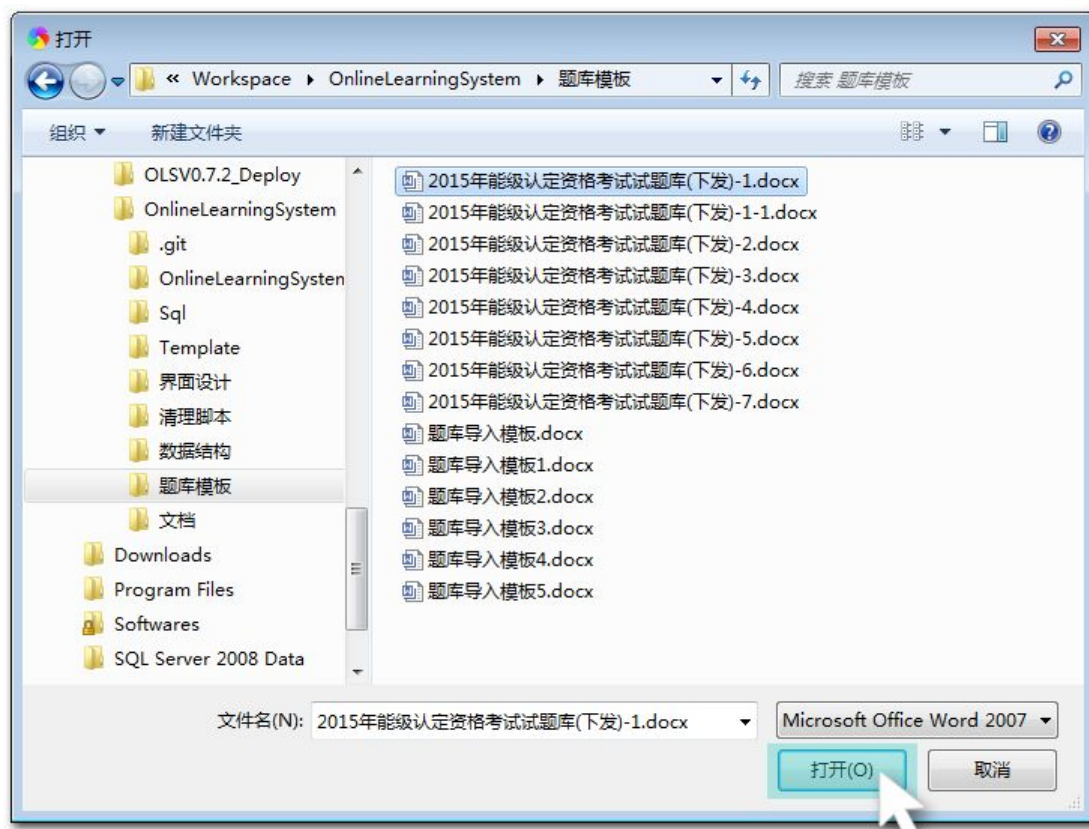 打开
« Workspace ▸ OnlineLearningSystem ▸ 题库模板
搜索 题库模板
组织 新建文件夹
OLSV0.7.2_Deploy
OnlineLearningSystem
.git
OnlineLearningSysten
Sql
Template
界面设计
清理脚本
数据结构
题库模板
文档
Downloads
Program Files
Softwares
SQL Server 2008 Data
2015年能级认定资格考试试题库(下发)-1.docx
2015年能级认定资格考试试题库(下发)-1-1.docx
2015年能级认定资格考试试题库(下发)-2.docx
2015年能级认定资格考试试题库(下发)-3.docx
2015年能级认定资格考试试题库(下发)-4.docx
2015年能级认定资格考试试题库(下发)-5.docx
2015年能级认定资格考试试题库(下发)-6.docx
2015年能级认定资格考试试题库(下发)-7.docx
题库导入模板.docx
题库导入模板1.docx
题库导入模板2.docx
题库导入模板3.docx
题库导入模板4.docx
题库导入模板5.docx
文件名(N): 2015年能级认定资格考试试题库(下发)-1.docx
Microsoft Office Word 2007
打开(O) 取消